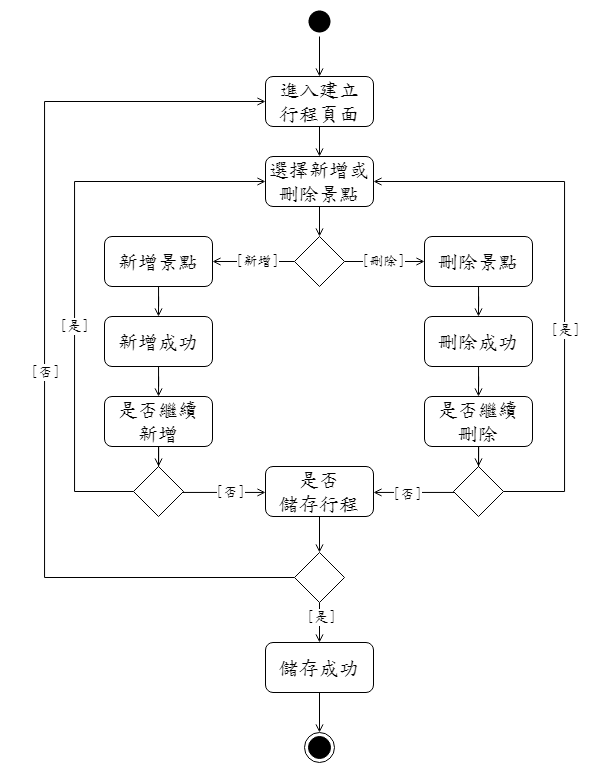 進入建立
行程頁面
選擇新增或
刪除景點
[新增]
[刪除]
新增景點
刪除景點
[是]
[是]
新增成功
刪除成功
[否]
是否繼續
新增
是否繼續
刪除
[否]
是否
儲存行程
[否]
[是]
儲存成功